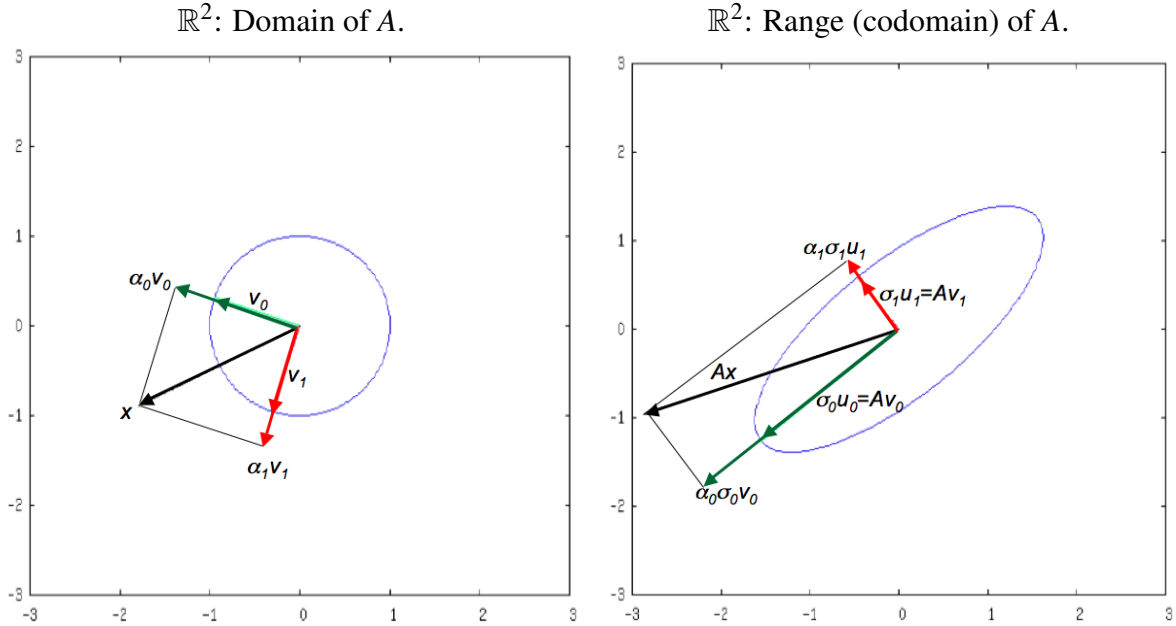 ℝ²: Domain of A.
3
2
1
0
-1
-2
-3
-3
-2
-1
0
1
2
3
α₀v₀
v₀
v₁
x
α₁v₁
ℝ²: Range (codomain) of A.
3
2
1
0
-1
-2
-3
-3
-2
-1
0
1
2
3
α₁σ₁u₁
σ₁u₁=Av₁
Ax
σ₀u₀=Av₀
α₀σ₀v₀